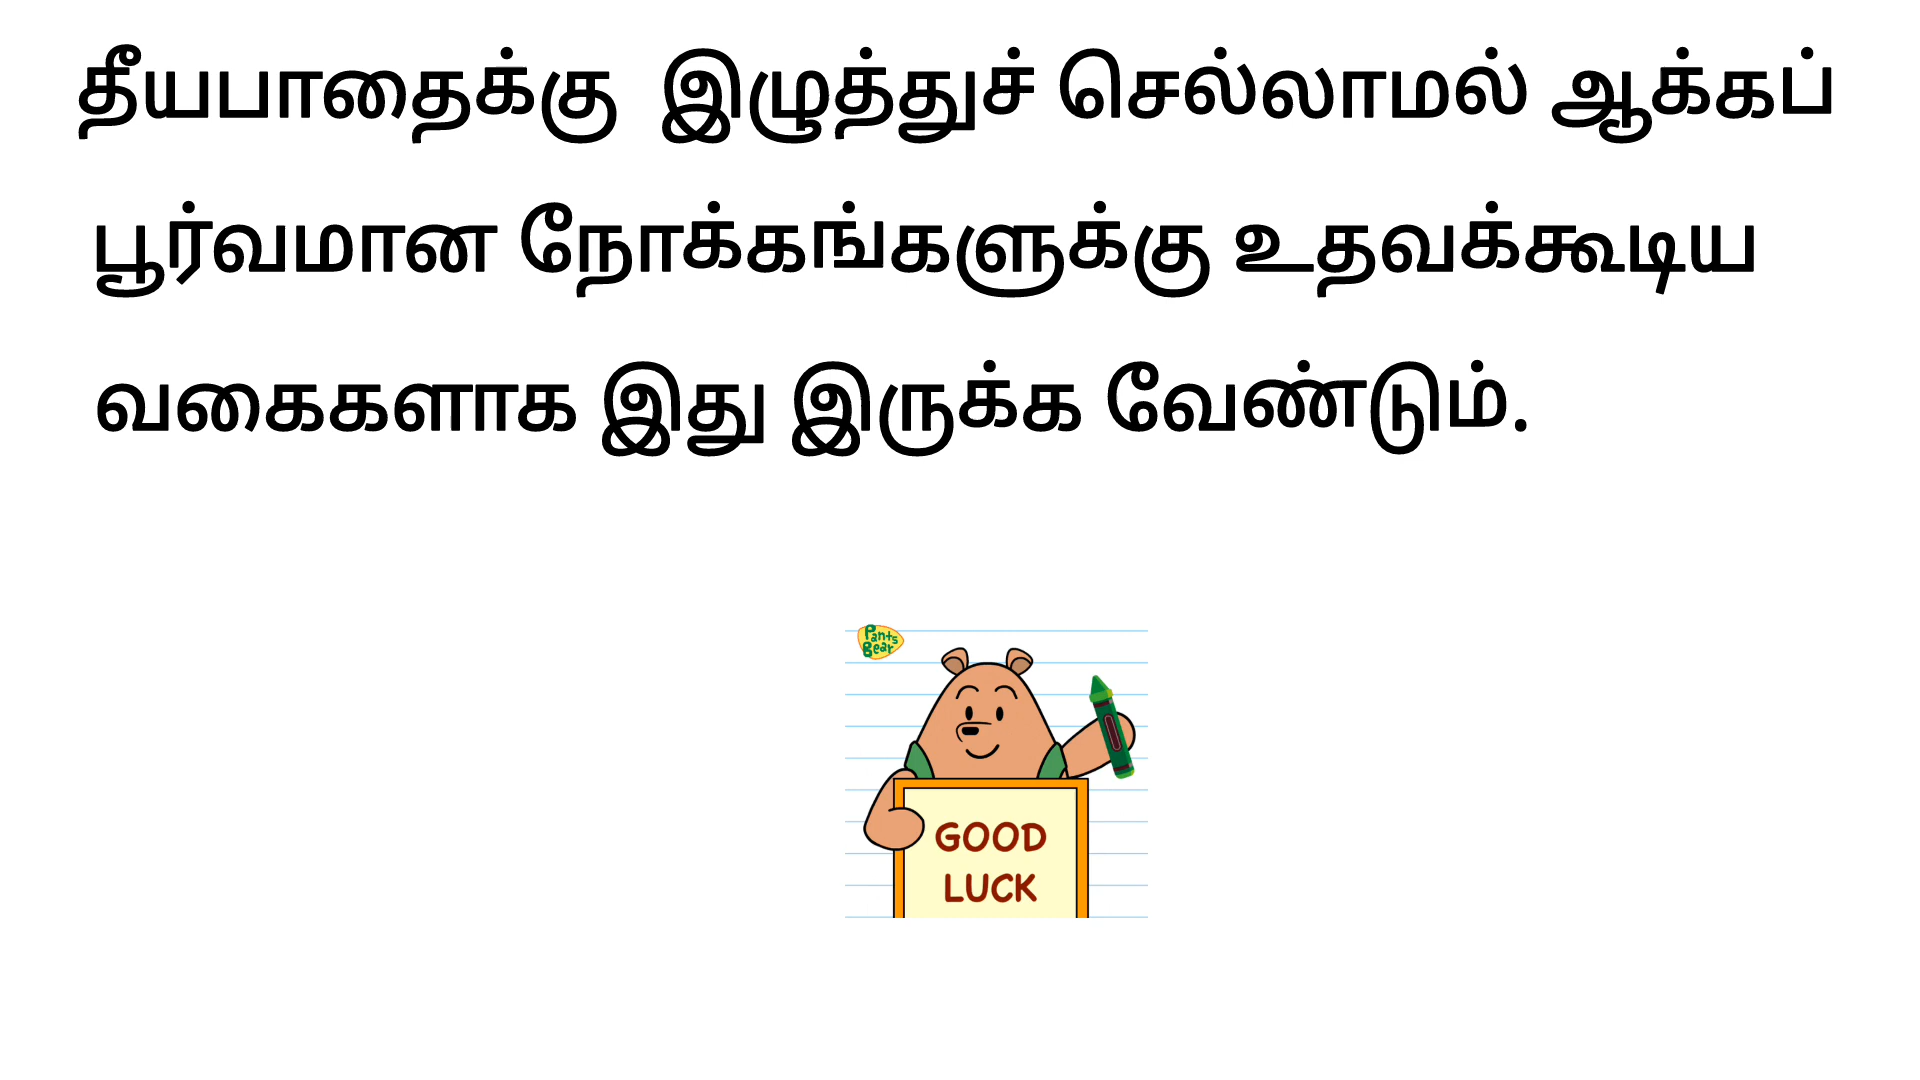 தீயபாதைக்கு இழுத்துச் செல்லாமல் ஆக்கப்
பூர்வமான நோக்கங்களுக்கு உதவக்கூடிய
வகைகளாக இது இருக்க வேண்டும்.
Pants
Bear
GOOD
LUCK